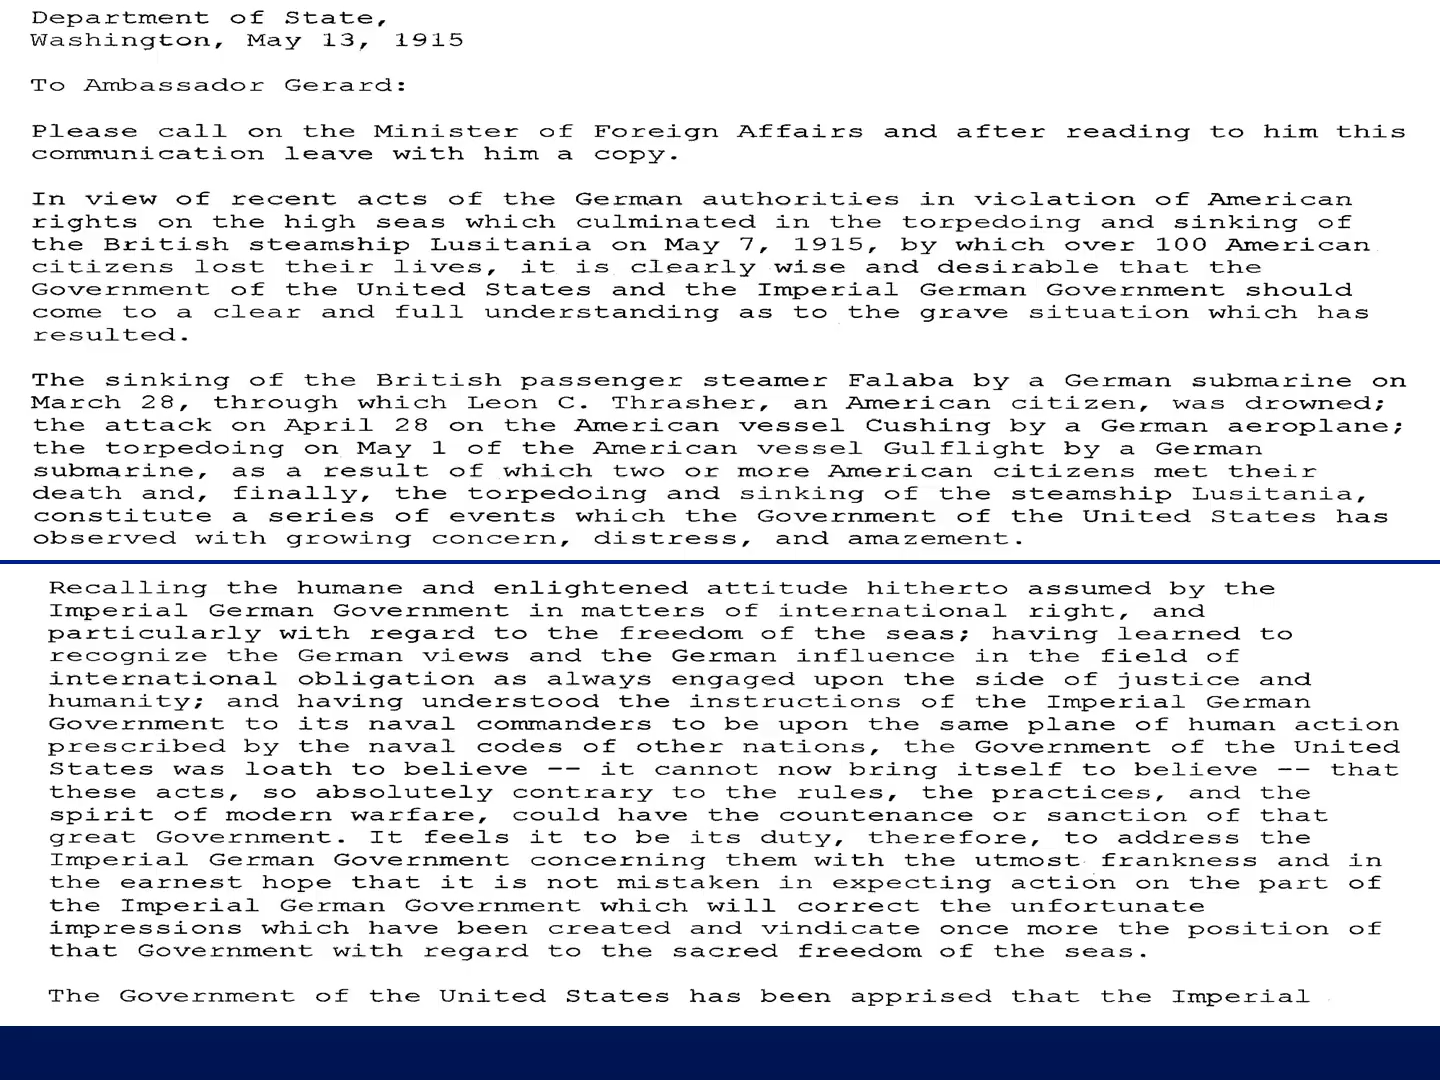 Department of State,
Washington, May 13, 1915
To Ambassador Gerard:
Please call on the Minister of Foreign Affairs and after reading to him this
communication leave with him a copy.
In view of recent acts of the German authorities in violation of American
rights on the high seas which culminated in the torpedoing and sinking of
the British steamship Lusitania on May 7, 1915, by which over 100 American
citizens lost their lives, it is clearly wise and desirable that the
Government of the United States and the Imperial German Government should
come to a clear and full understanding as to the grave situation which has
resulted.
The sinking of the British passenger steamer Falaba by a German submarine on
March 28, through which Leon C. Thrasher, an American citizen, was drowned;
the attack on April 28 on the American vessel Cushing by a German aeroplane;
the torpedoing on May 1 of the American vessel Gulflight by a German
submarine, as a result of which two or more American citizens met their
death and, finally, the torpedoing and sinking of the steamship Lusitania,
constitute a series of events which the Government of the United States has
observed with growing concern, distress, and amazement.
Recalling the humane and enlightened attitude hitherto assumed by the
Imperial German Government in matters of international right, and
particularly with regard to the freedom of the seas; having learned to
recognize the German views and the German influence in the field of
international obligation as always engaged upon the side of justice and
humanity; and having understood the instructions of the Imperial German
Government to its naval commanders to be upon the same plane of human action
prescribed by the naval codes of other nations, the Government of the United
States was loath to believe -- it cannot now bring itself to believe -- that
these acts, so absolutely contrary to the rules, the practices, and the
spirit of modern warfare, could have the countenance or sanction of that
great Government. It feels it to be its duty, therefore, to address the
Imperial German Government concerning them with the utmost frankness and in
the earnest hope that it is not mistaken in expecting action on the part of
the Imperial German Government which will correct the unfortunate
impressions which have been created and vindicate once more the position of
that Government with regard to the sacred freedom of the seas.
The Government of the United States has been apprised that the Imperial